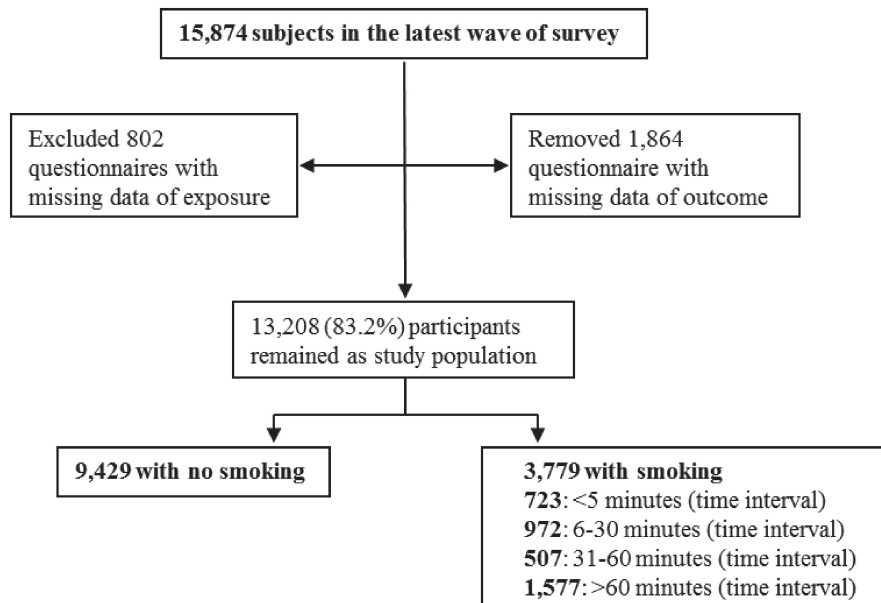 15,874 subjects in the latest wave of survey
Excluded 802
questionnaires with
missing data of exposure
Removed 1,864
questionnaire with
missing data of outcome
13,208 (83.2%) participants
remained as study population
9,429 with no smoking
3,779 with smoking
723: <5 minutes (time interval)
972: 6-30 minutes (time interval)
507: 31-60 minutes (time interval)
1,577: >60 minutes (time interval)